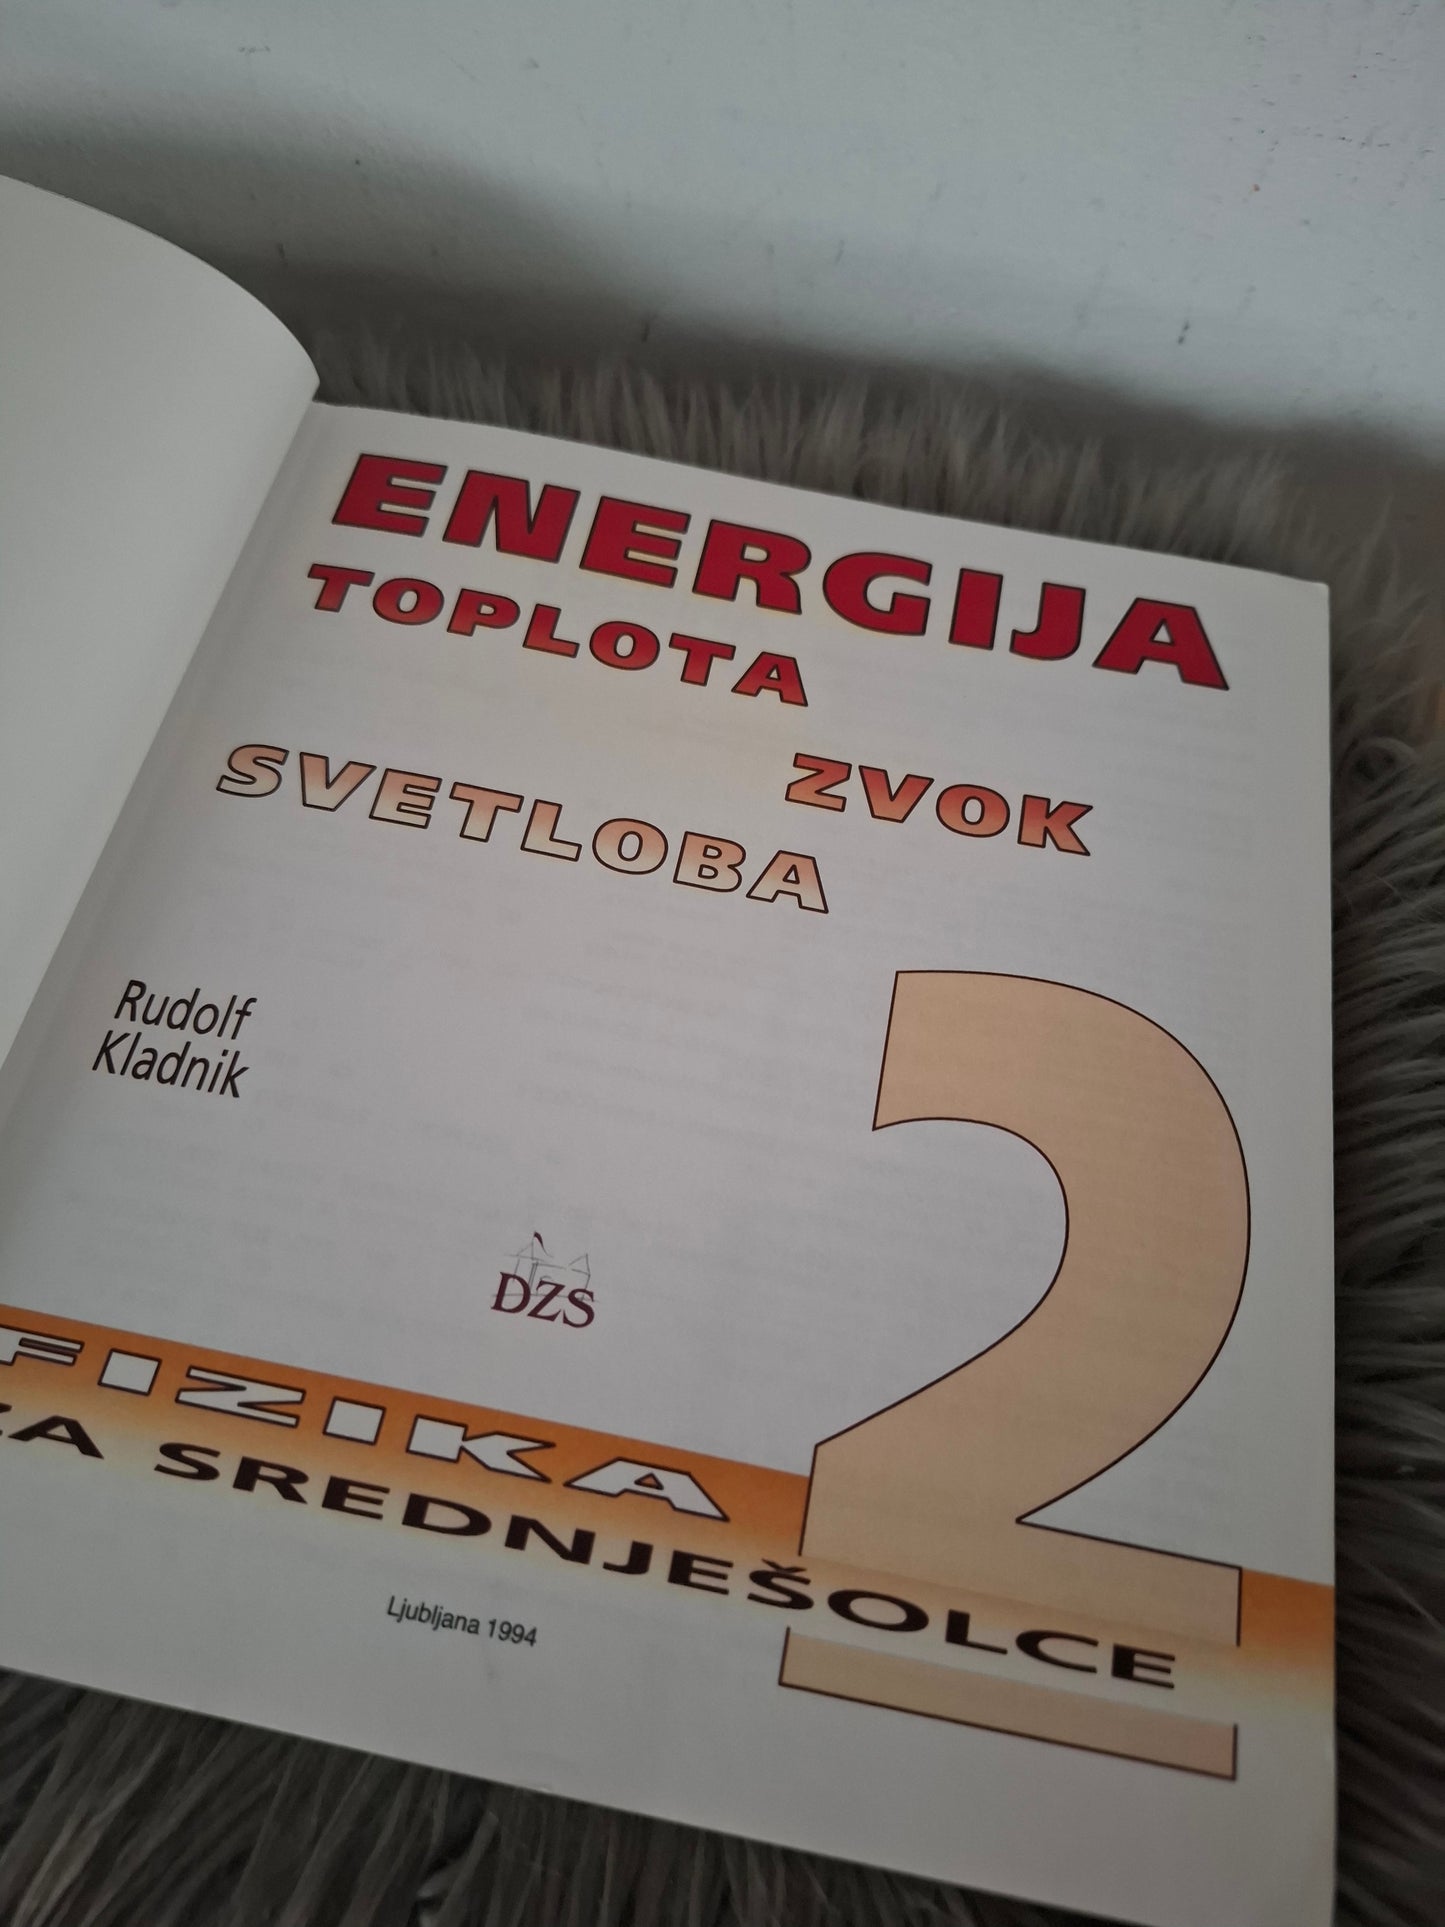 ENERGIJA
TOPLOTA
ZVOK
SVETLOBA
Rudolf
Kladnik
2
DZS
FIZIKA
ZA SREDNJEŠOLCE
Ljubljana 1994